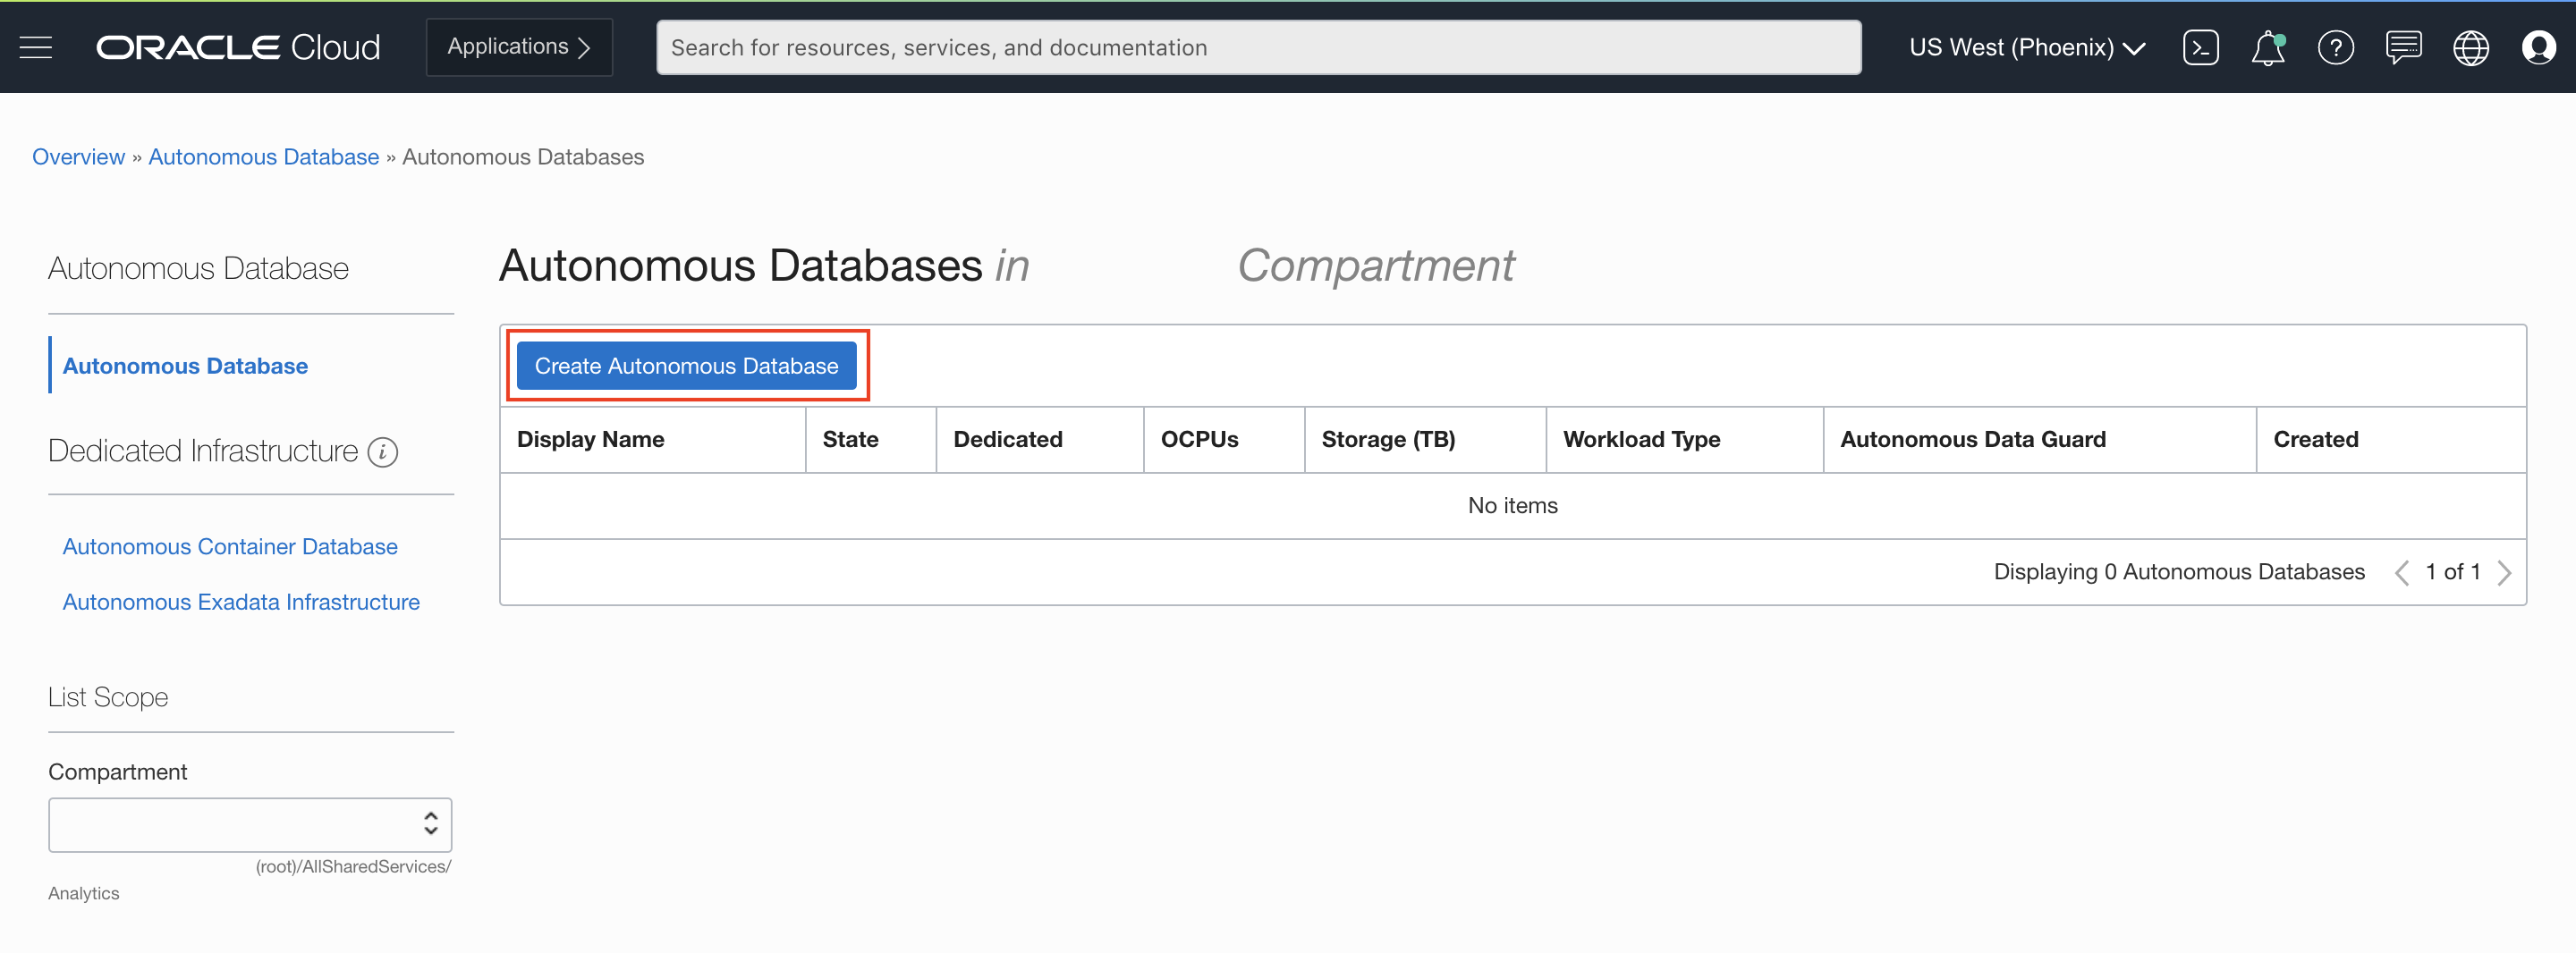 ORACLE Cloud
Applications
Search for resources, services, and documentation
US West (Phoenix)
Overview » Autonomous Database » Autonomous Databases
Autonomous Database
Autonomous Database
Dedicated Infrastructure
Autonomous Container Database
Autonomous Exadata Infrastructure
List Scope
Compartment
(root)/AllSharedServices/
Analytics
Autonomous Databases in Compartment
Create Autonomous Database
Display Name State Dedicated OCPUs Storage (TB) Workload Type Autonomous Data Guard Created
No items
Displaying 0 Autonomous Databases 1 of 1